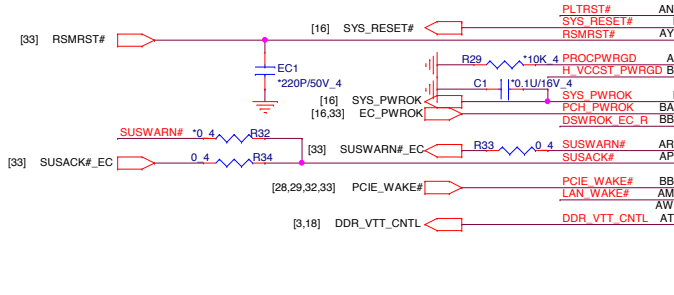 PLTRST# AN
[16] SYS_RESET# SYS_RESET#
[33] RSMRST# RSMRST# AY
R29 *10K_4 PROCPWRGD A
EC1 H_VCCST_PWRGD B
*220P/50V_4 C1 *0.1U/16V_4
[16] SYS_PWROK SYS_PWROK
[16,33] EC_PWROK PCH_PWROK BA
DSWROK_EC_R BB
SUSWARN# *0_4 R32
[33] SUSWARN#_EC R33 0_4 SUSWARN# AR
[33] SUSACK#_EC 0_4 R34 SUSACK# AP
[28,29,32,33] PCIE_WAKE# PCIE_WAKE# BB
LAN_WAKE# AM
AW
[3,18] DDR_VTT_CNTL DDR_VTT_CNTL AT